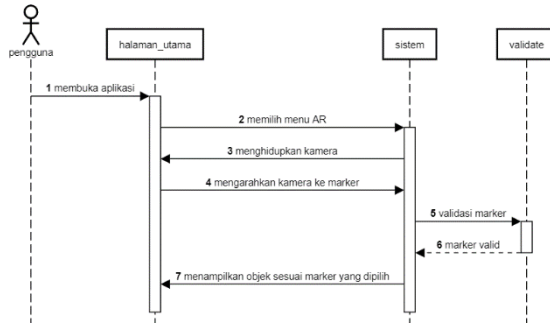 pengguna
halaman_utama
sistem
validate
1 membuka aplikasi
2 memilih menu AR
3 menghidupkan kamera
4 mengarahkan kamera ke marker
5 validasi marker
6 marker valid
7 menampilkan objek sesuai marker yang dipilih